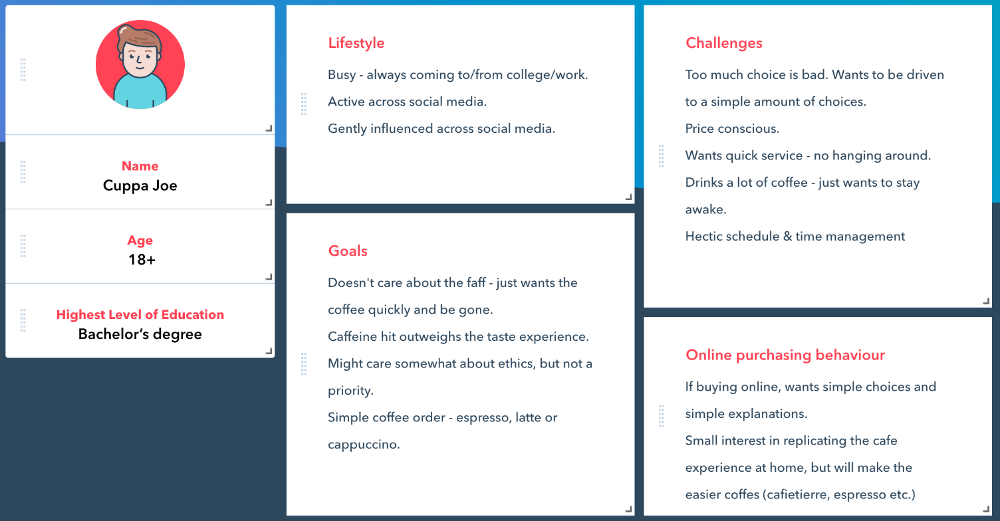 Name
Cuppa Joe
Age
18+
Highest Level of Education
Bachelor’s degree
Lifestyle
Busy - always coming to/from college/work.
Active across social media.
Gently influenced across social media.
Goals
Doesn't care about the faff - just wants the
coffee quickly and be gone.
Caffeine hit outweighs the taste experience.
Might care somewhat about ethics, but not a
priority.
Simple coffee order - espresso, latte or
cappuccino.
Challenges
Too much choice is bad. Wants to be driven
to a simple amount of choices.
Price conscious.
Wants quick service - no hanging around.
Drinks a lot of coffee - just wants to stay
awake.
Hectic schedule & time management
Online purchasing behaviour
If buying online, wants simple choices and
simple explanations.
Small interest in replicating the cafe
experience at home, but will make the
easier coffes (cafietierre, espresso etc.)